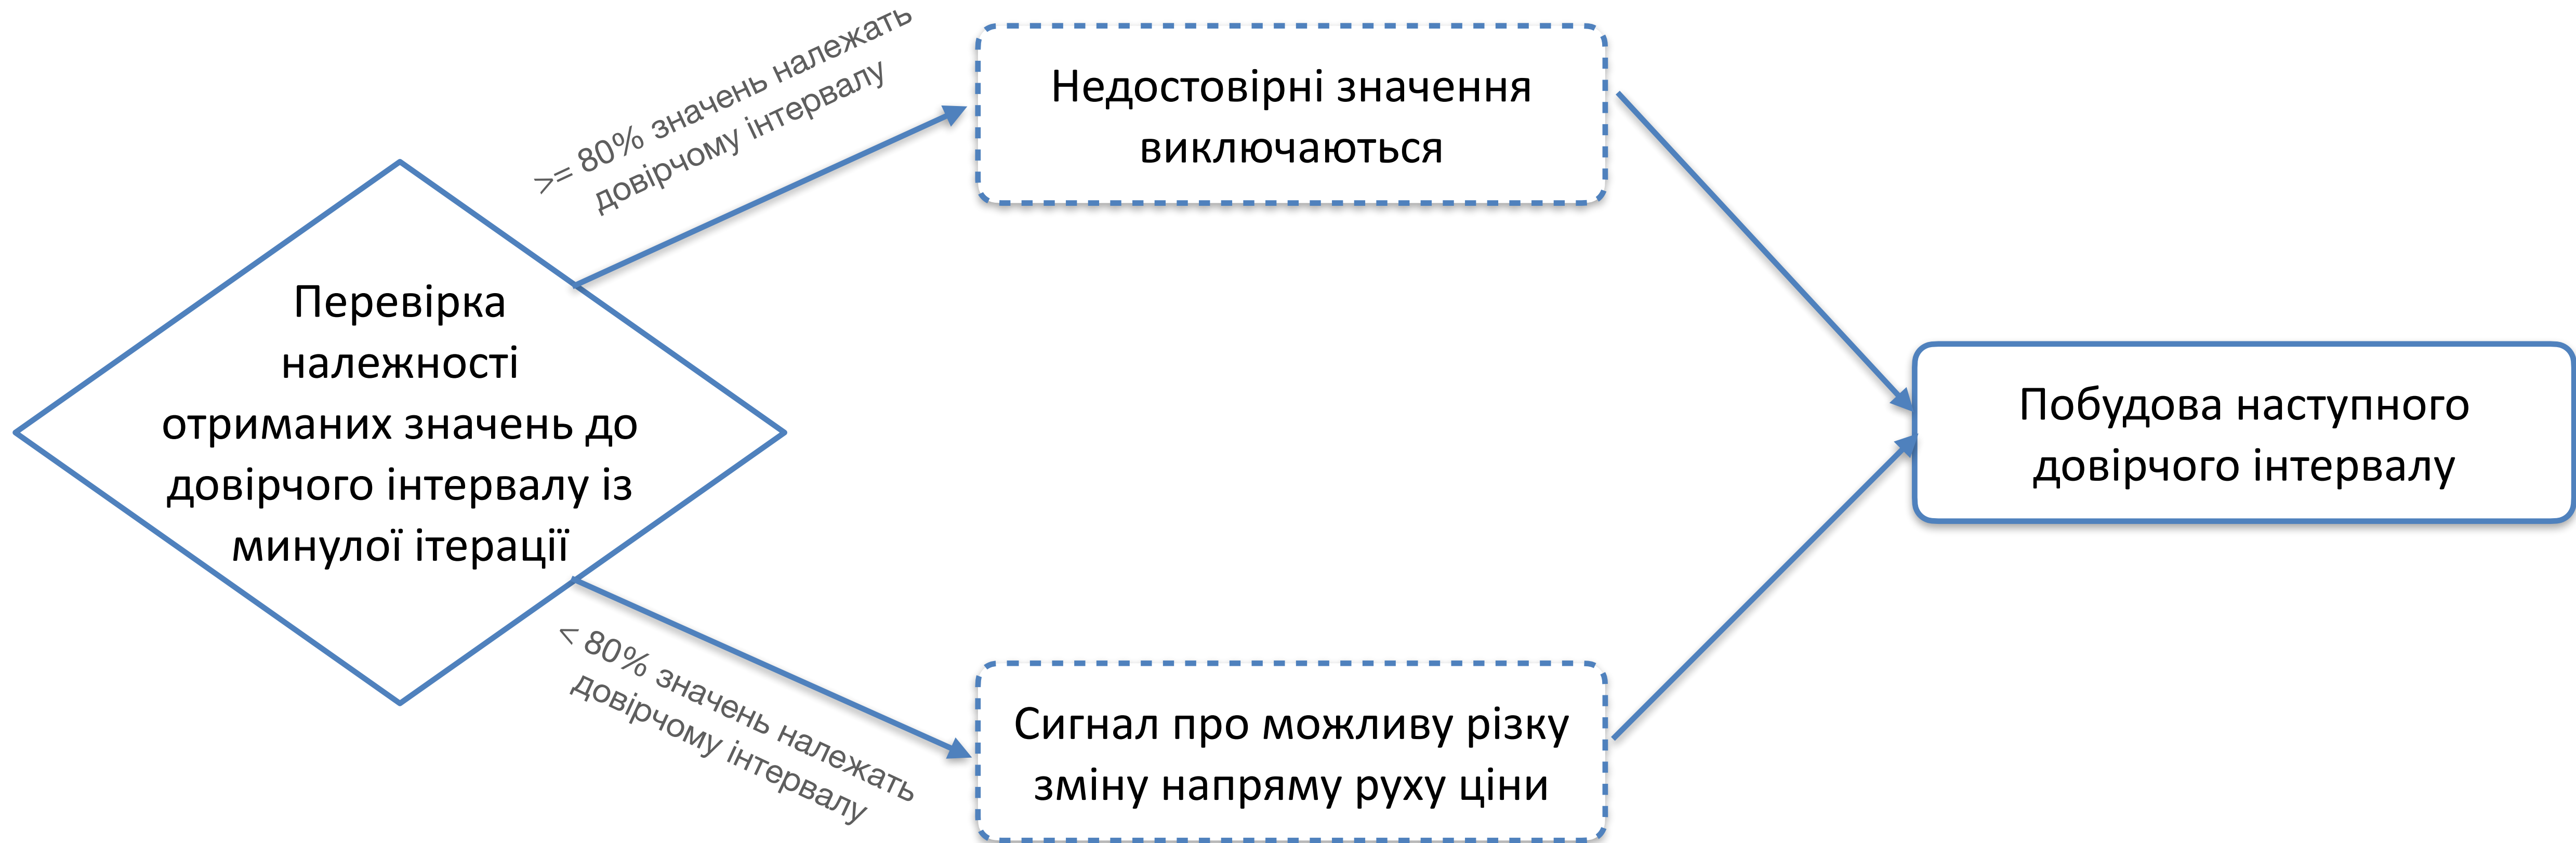 Перевірка
належності
отриманих значень до
довірчого інтервалу із
минулої ітерації
>= 80% значень належать
довірчому інтервалу
Недостовірні значення
виключаються
< 80% значень належать
довірчому інтервалу
Сигнал про можливу різку
зміну напряму руху ціни
Побудова наступного
довірчого інтервалу